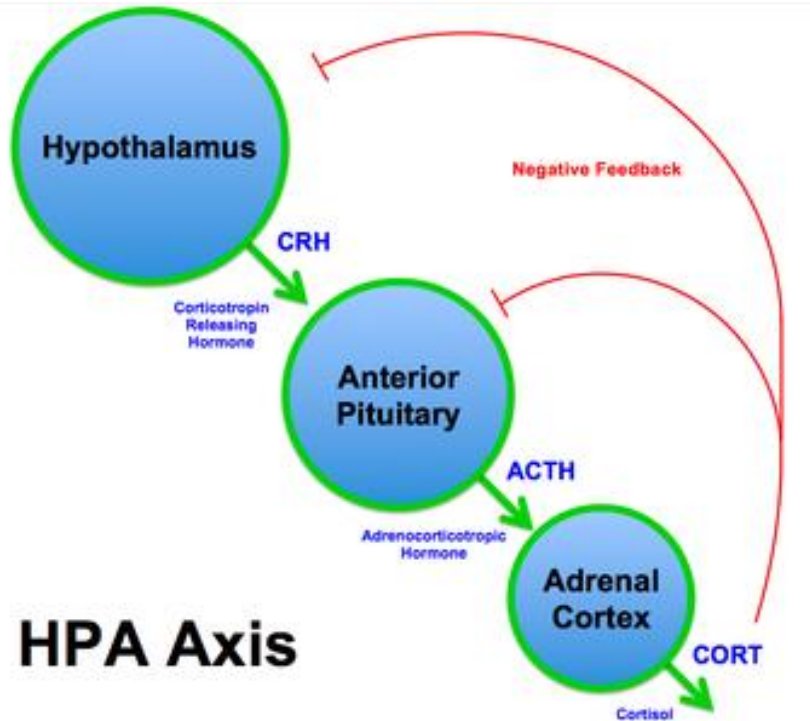 Hypothalamus
Negative Feedback
CRH
Corticotropin
Releasing
Hormone
Anterior
Pituitary
ACTH
Adrenocorticotropic
Hormone
Adrenal
Cortex
HPA Axis
CORT
Cortisol